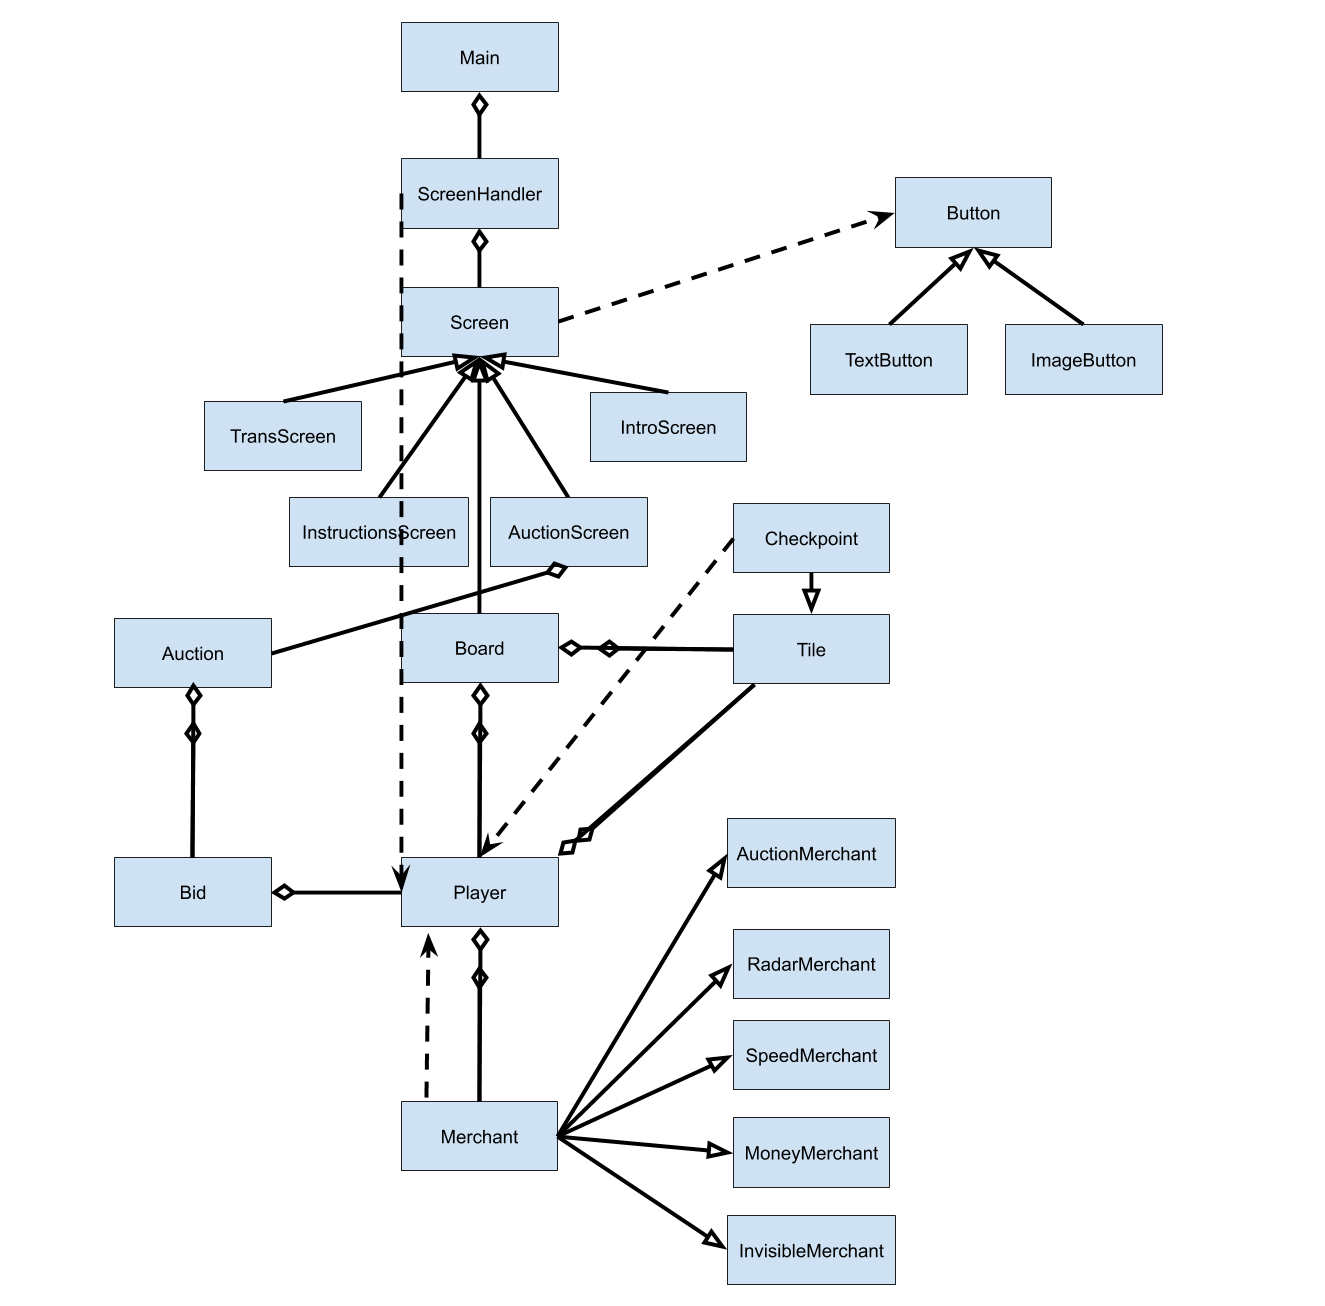 Main
ScreenHandler
Button
Screen
TextButton
ImageButton
TransScreen
IntroScreen
InstructionsScreen
AuctionScreen
Checkpoint
Auction
Board
Tile
AuctionMerchant
Bid
Player
RadarMerchant
SpeedMerchant
Merchant
MoneyMerchant
InvisibleMerchant